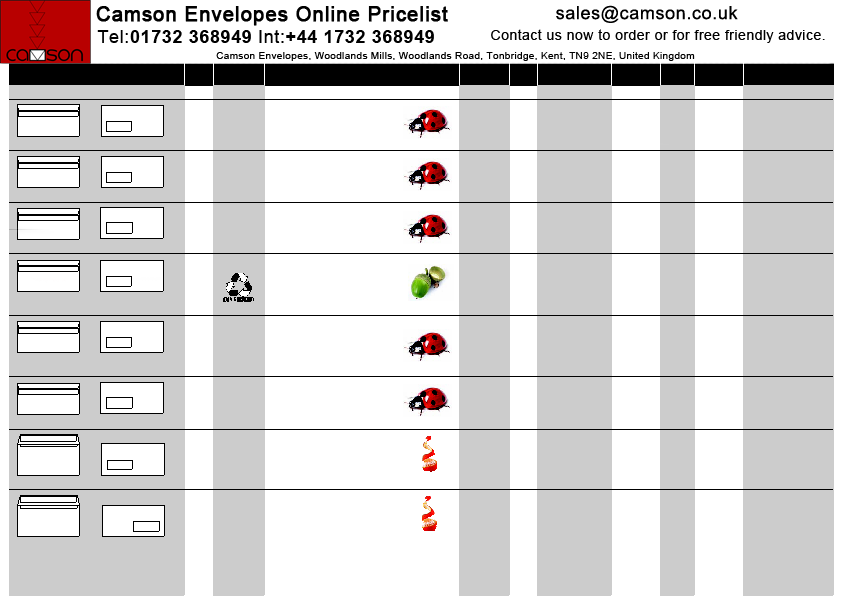 Camson Envelopes Online Pricelist
sales@camson.co.uk
Tel:01732 368949 Int:+44 1732 368949
Contact us now to order or for free friendly advice.
camson
Camson Envelopes, Woodlands Mills, Woodlands Road, Tonbridge, Kent, TN9 2NE, United Kingdom